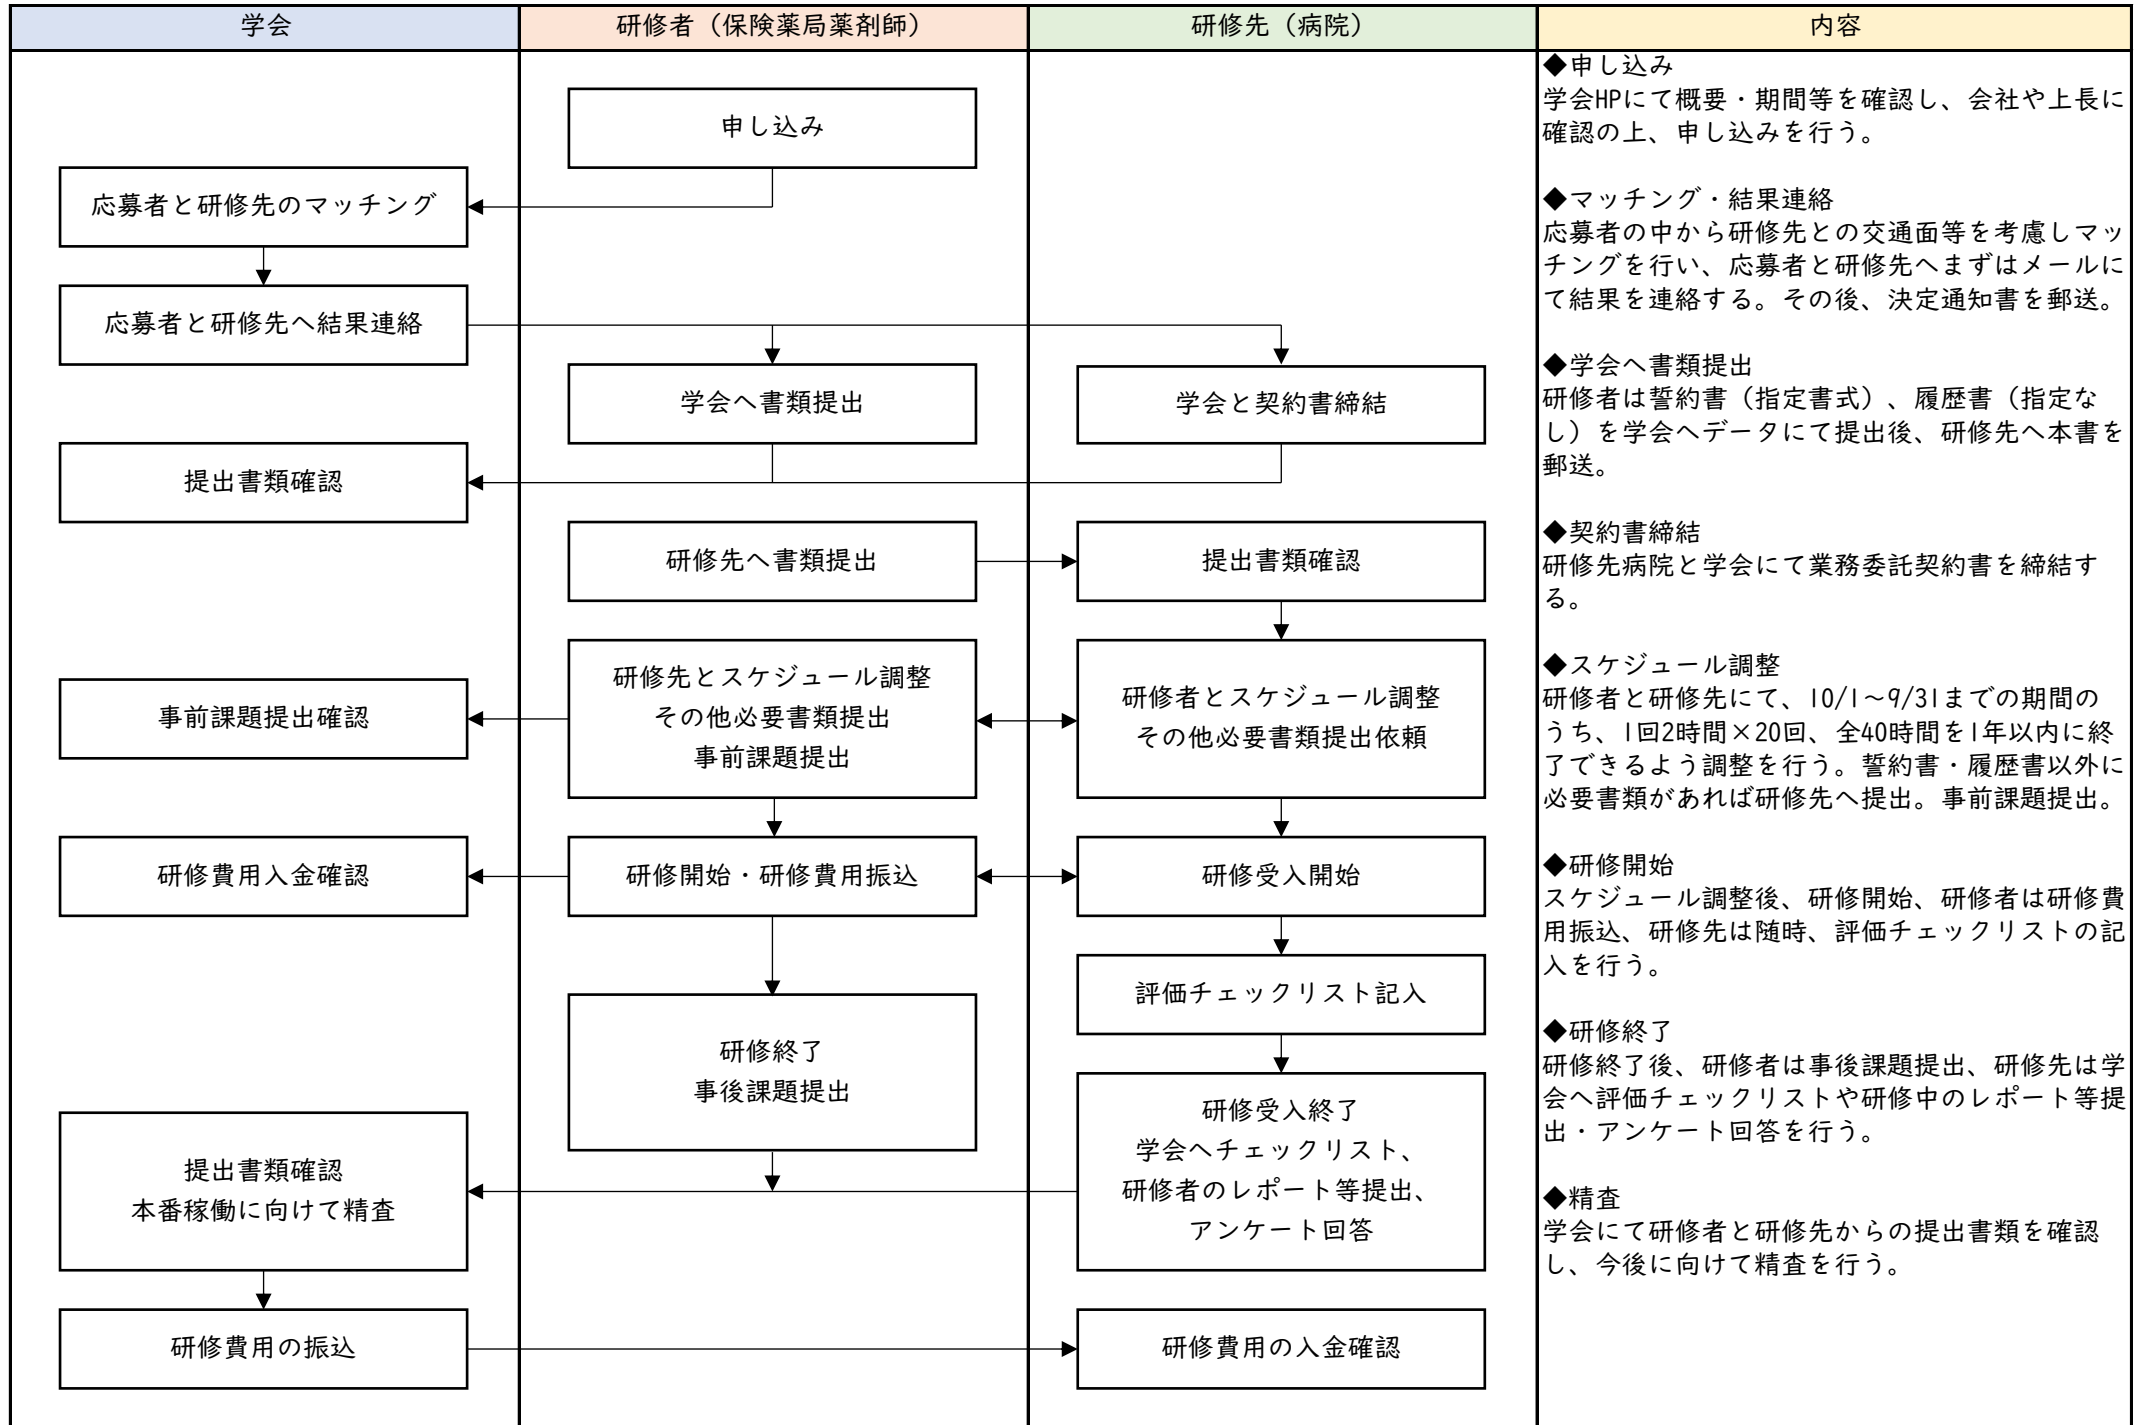 学会
研修者（保険薬局薬剤師）
研修先（病院）
内容
申し込み
応募者と研修先のマッチング
応募者と研修先へ結果連絡
学会へ書類提出
学会と契約書締結
提出書類確認
研修先へ書類提出
提出書類確認
事前課題提出確認
研修先とスケジュール調整
その他必要書類提出
事前課題提出
研修者とスケジュール調整
その他必要書類提出依頼
研修費用入金確認
研修開始・研修費用振込
研修受入開始
評価チェックリスト記入
研修終了
事後課題提出
研修受入終了
学会へチェックリスト、
研修者のレポート等提出、
アンケート回答
提出書類確認
本番稼働に向けて精査
研修費用の振込
研修費用の入金確認
◆申し込み
学会HPにて概要・期間等を確認し、会社や上長に
確認の上、申し込みを行う。
◆マッチング・結果連絡
応募者の中から研修先との交通面等を考慮しマッ
チングを行い、応募者と研修先へまずはメールに
て結果を連絡する。その後、決定通知書を郵送。
◆学会へ書類提出
研修者は誓約書（指定書式）、履歴書（指定な
し）を学会へデータにて提出後、研修先へ本書を
郵送。
◆契約書締結
研修先病院と学会にて業務委託契約書を締結す
る。
◆スケジュール調整
研修者と研修先にて、10/1～9/31までの期間の
うち、1回2時間×20回、全40時間を1年以内に終
了できるよう調整を行う。誓約書・履歴書以外に
必要書類があれば研修先へ提出。事前課題提出。
◆研修開始
スケジュール調整後、研修開始、研修者は研修費
用振込、研修先は随時、評価チェックリストの記
入を行う。
◆研修終了
研修終了後、研修者は事後課題提出、研修先は学
会へ評価チェックリストや研修中のレポート等提
出・アンケート回答を行う。
◆精査
学会にて研修者と研修先からの提出書類を確認
し、今後に向けて精査を行う。